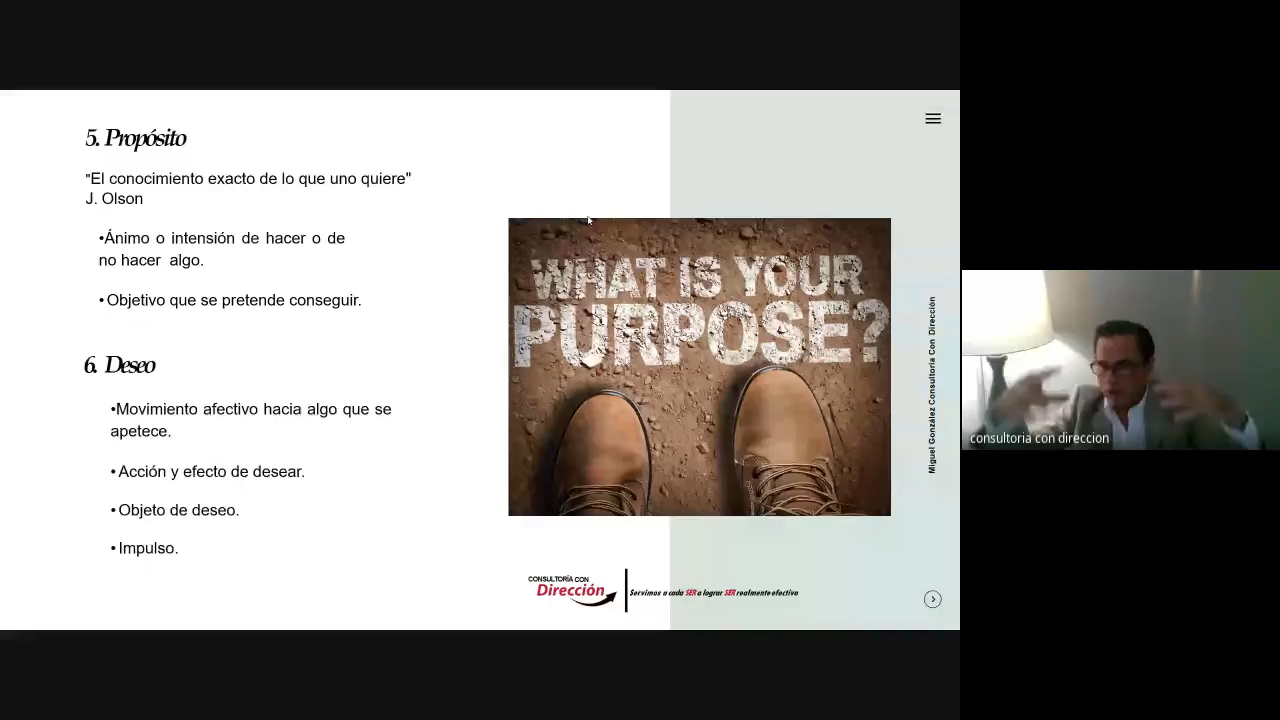 5. Propósito
"El conocimiento exacto de lo que uno quiere"
J. Olson
•Ánimo o intensión de hacer o de
no hacer algo.
•Objetivo que se pretende conseguir.
6. Deseo
•Movimiento afectivo hacia algo que se
apetece.
•Acción y efecto de desear.
•Objeto de deseo.
•Impulso.
WHAT IS YOUR
PURPOSE?
Miguel González Consultoría Con Dirección
CONSULTORÍA CON
Dirección
Servimos a cada SER a lograr SER realmente efectivo
consultoria con direccion